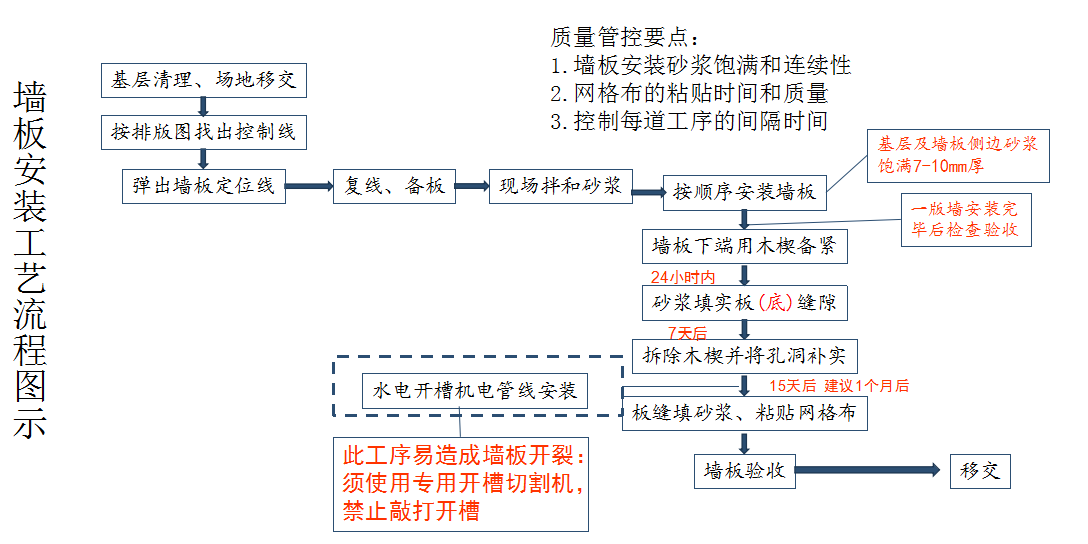 墙板安装工艺流程图示
质量管控要点:
1.墙板安装砂浆饱满和连续性
2.网格布的粘贴时间和质量
3.控制每道工序的间隔时间
基层清理、场地移交
按排版图找出控制线
弹出墙板定位线
复线、备板
现场拌和砂浆
按顺序安装墙板
基层及墙板侧边砂浆
饱满7-10mm厚
一版墙安装完
毕后检查验收
墙板下端用木楔备紧
24小时内
砂浆填实板(底)缝隙
7天后
拆除木楔并将孔洞补实
15天后 建议1个月后
水电开槽机电管线安装
板缝填砂浆、粘贴网格布
此工序易造成墙板开裂:
须使用专用开槽切割机,
禁止敲打开槽
墙板验收
移交